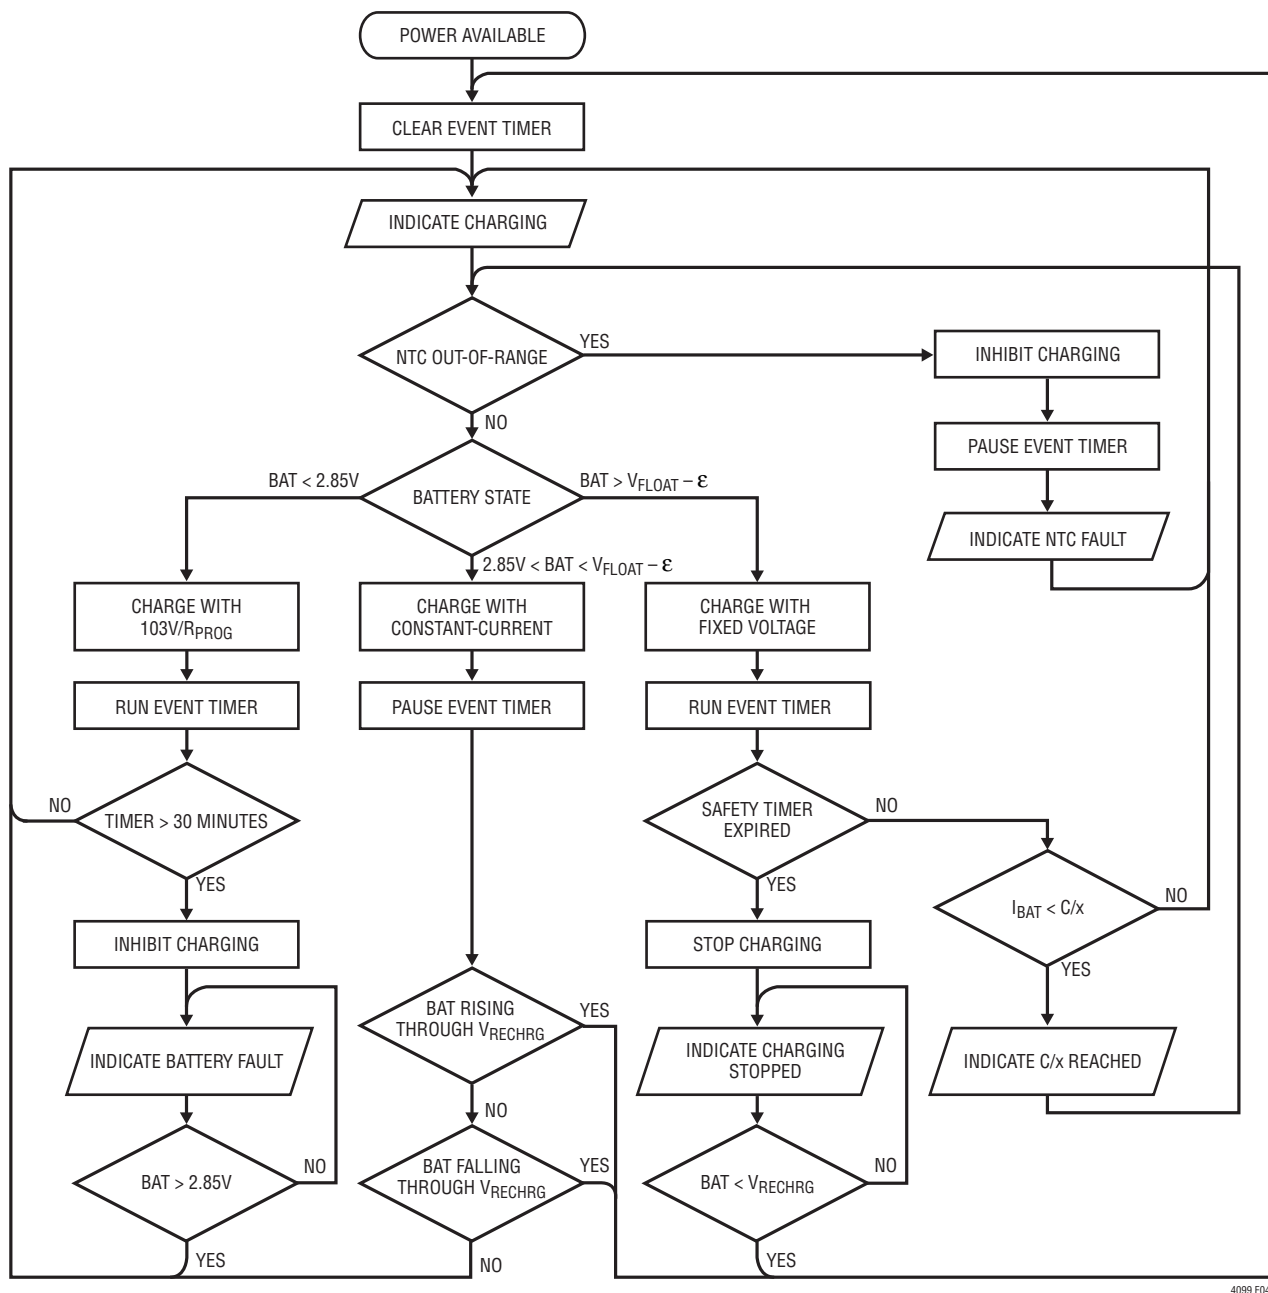 POWER AVAILABLE
CLEAR EVENT TIMER
INDICATE CHARGING
NTC OUT-OF-RANGE
YES
NO
INHIBIT CHARGING
PAUSE EVENT TIMER
INDICATE NTC FAULT
BATTERY STATE
BAT < 2.85V
BAT > VFLOAT – ε
2.85V < BAT < VFLOAT – ε
CHARGE WITH
103V/RPROG
CHARGE WITH
CONSTANT-CURRENT
CHARGE WITH
FIXED VOLTAGE
RUN EVENT TIMER
PAUSE EVENT TIMER
RUN EVENT TIMER
NO
TIMER > 30 MINUTES
YES
SAFETY TIMER
EXPIRED
NO
YES
IBAT < C/x
NO
YES
INHIBIT CHARGING
STOP CHARGING
BAT RISING
THROUGH VRECHRG
YES
NO
INDICATE BATTERY FAULT
INDICATE CHARGING
STOPPED
INDICATE C/x REACHED
BAT > 2.85V
NO
YES
BAT FALLING
THROUGH VRECHRG
YES
NO
BAT < VRECHRG
NO
YES
4099 F04